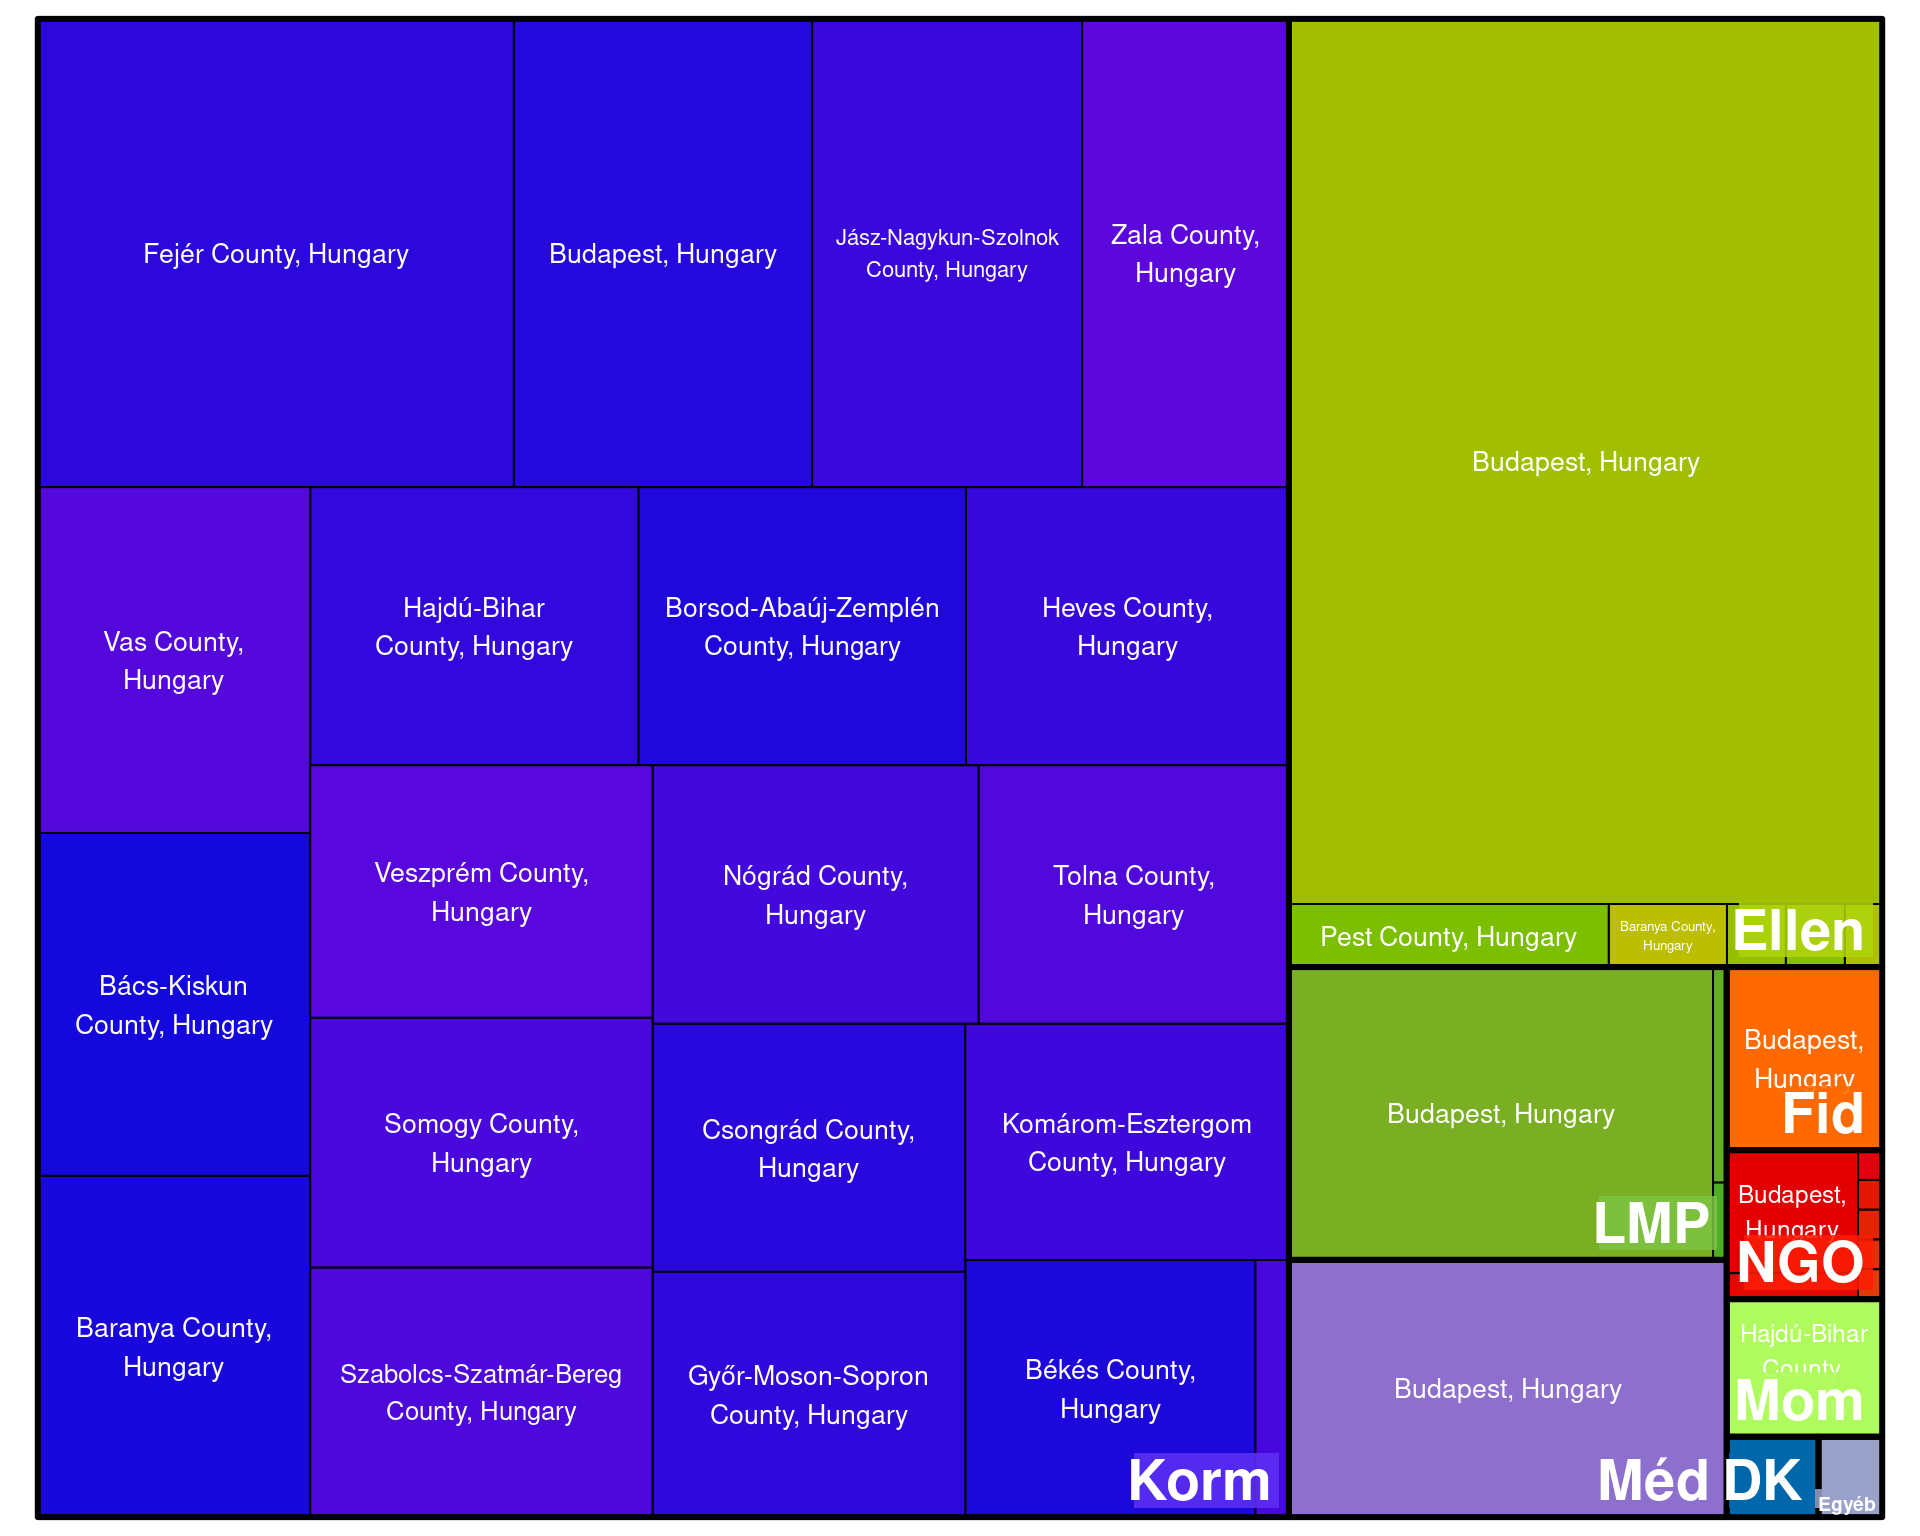 Fejér County, Hungary
Budapest, Hungary
Jász-Nagykun-Szolnok
County, Hungary
Zala County,
Hungary
Vas County,
Hungary
Hajdú-Bihar
County, Hungary
Borsod-Abaúj-Zemplén
County, Hungary
Heves County,
Hungary
Veszprém County,
Hungary
Nógrád County,
Hungary
Tolna County,
Hungary
Bács-Kiskun
County, Hungary
Somogy County,
Hungary
Csongrád County,
Hungary
Komárom-Esztergom
County, Hungary
Baranya County,
Hungary
Szabolcs-Szatmár-Bereg
County, Hungary
Győr-Moson-Sopron
County, Hungary
Békés County,
Hungary
Korm
Budapest, Hungary
Pest County, Hungary
Baranya County,
Hungary
Ellen
Budapest, Hungary
LMP
Budapest,
Hungary
Fid
Budapest,
Hungary
NGO
Hajdú-Bihar
County,
Mom
Budapest, Hungary
Méd
DK
Egyéb